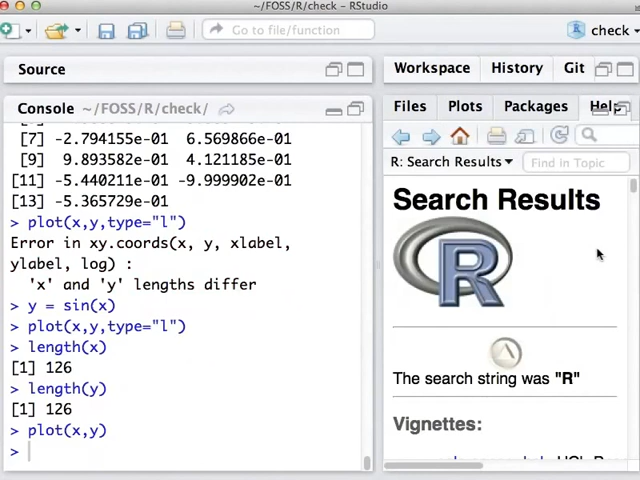 ~/FOSS/R/check - RStudio
Go to file/function
check
Source
Workspace History Git
Console ~/FOSS/R/check/
[7] -2.794155e-01 6.569866e-01
[9] 9.893582e-01 4.121185e-01
[11] -5.440211e-01 -9.999902e-01
[13] -5.365729e-01
> plot(x,y,type="l")
Error in xy.coords(x, y, xlabel,
ylabel, log) :
'x' and 'y' lengths differ
> y = sin(x)
> plot(x,y,type="l")
> length(x)
[1] 126
> length(y)
[1] 126
> plot(x,y)
>
Files Plots Packages Help
R: Search Results
Find in Topic
Search Results
R
The search string was "R"
Vignettes: